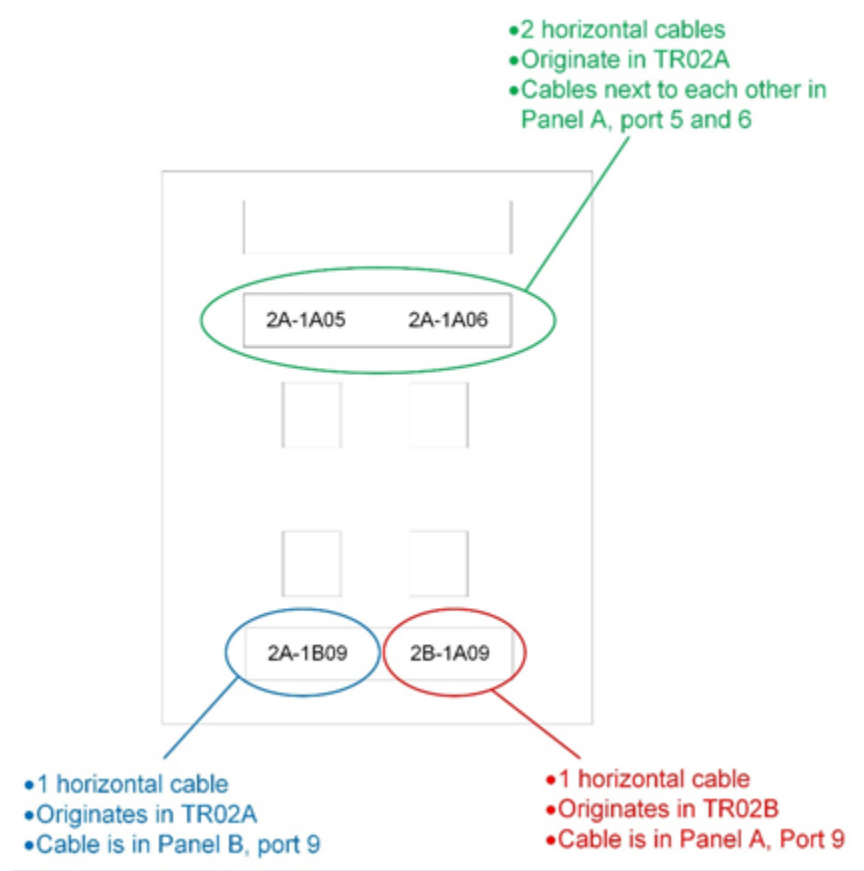 •2 horizontal cables
•Originate in TR02A
•Cables next to each other in
Panel A, port 5 and 6
2A-1A05 2A-1A06
2A-1B09 2B-1A09
•1 horizontal cable
•Originates in TR02A
•Cable is in Panel B, port 9
•1 horizontal cable
•Originates in TR02B
•Cable is in Panel A, Port 9